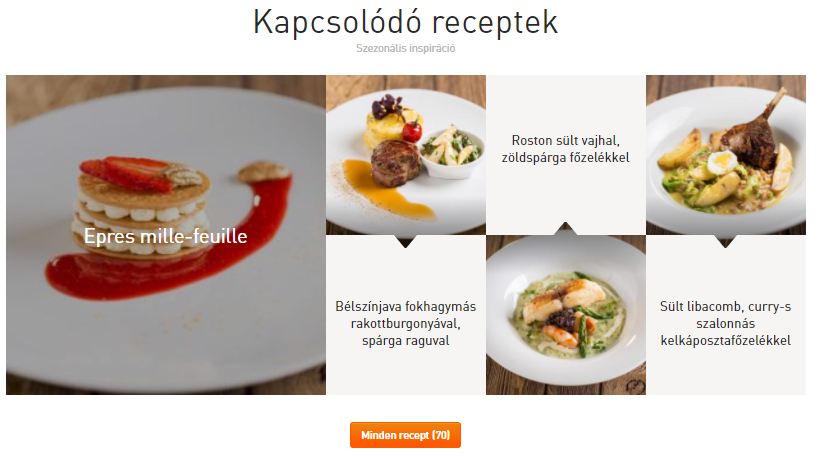 Kapcsolódó receptek
Szezonális inspiráció
Epres mille-feuille
Bélszínjava fokhagymás
rakottburgonyával,
spárga raguval
Roston sült vajhal,
zöldspárga főzelékkel
Sült libacomb, curry-s
szalonnás
kelkáposztafőzelékkel
Minden recept (70)